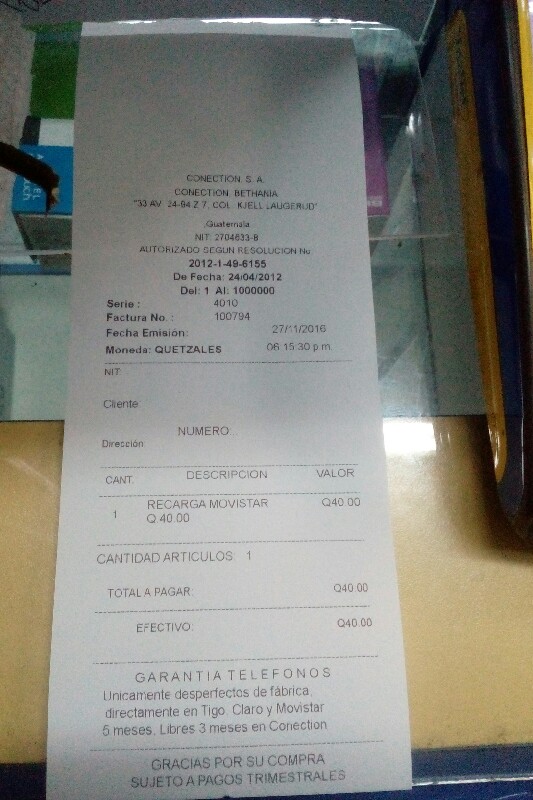 CONECTION, S. A.
CONECTION, BETHANIA
"33 AV. 24-94 Z 7, COL. KJELL LAUGERUD"
,Guatemala
NIT: 2704633-8
AUTORIZADO SEGUN RESOLUCION No
2012-1-49-6155
De Fecha: 24/04/2012
Del: 1 Al: 1000000
Serie : 4010
Factura No. : 100794
Fecha Emisión: 27/11/2016
Moneda: QUETZALES 06:15:30 p.m.
NIT:
Cliente:
NUMERO:
Dirección:
CANT. DESCRIPCION VALOR
1 RECARGA MOVISTAR Q40.00
Q 40.00
CANTIDAD ARTICULOS: 1
TOTAL A PAGAR: Q40.00
EFECTIVO: Q40.00
GARANTIA TELEFONOS
Unicamente desperfectos de fábrica,
directamente en Tigo, Claro y Movistar
5 meses, Libres 3 meses en Conection
GRACIAS POR SU COMPRA
SUJETO A PAGOS TRIMESTRALES